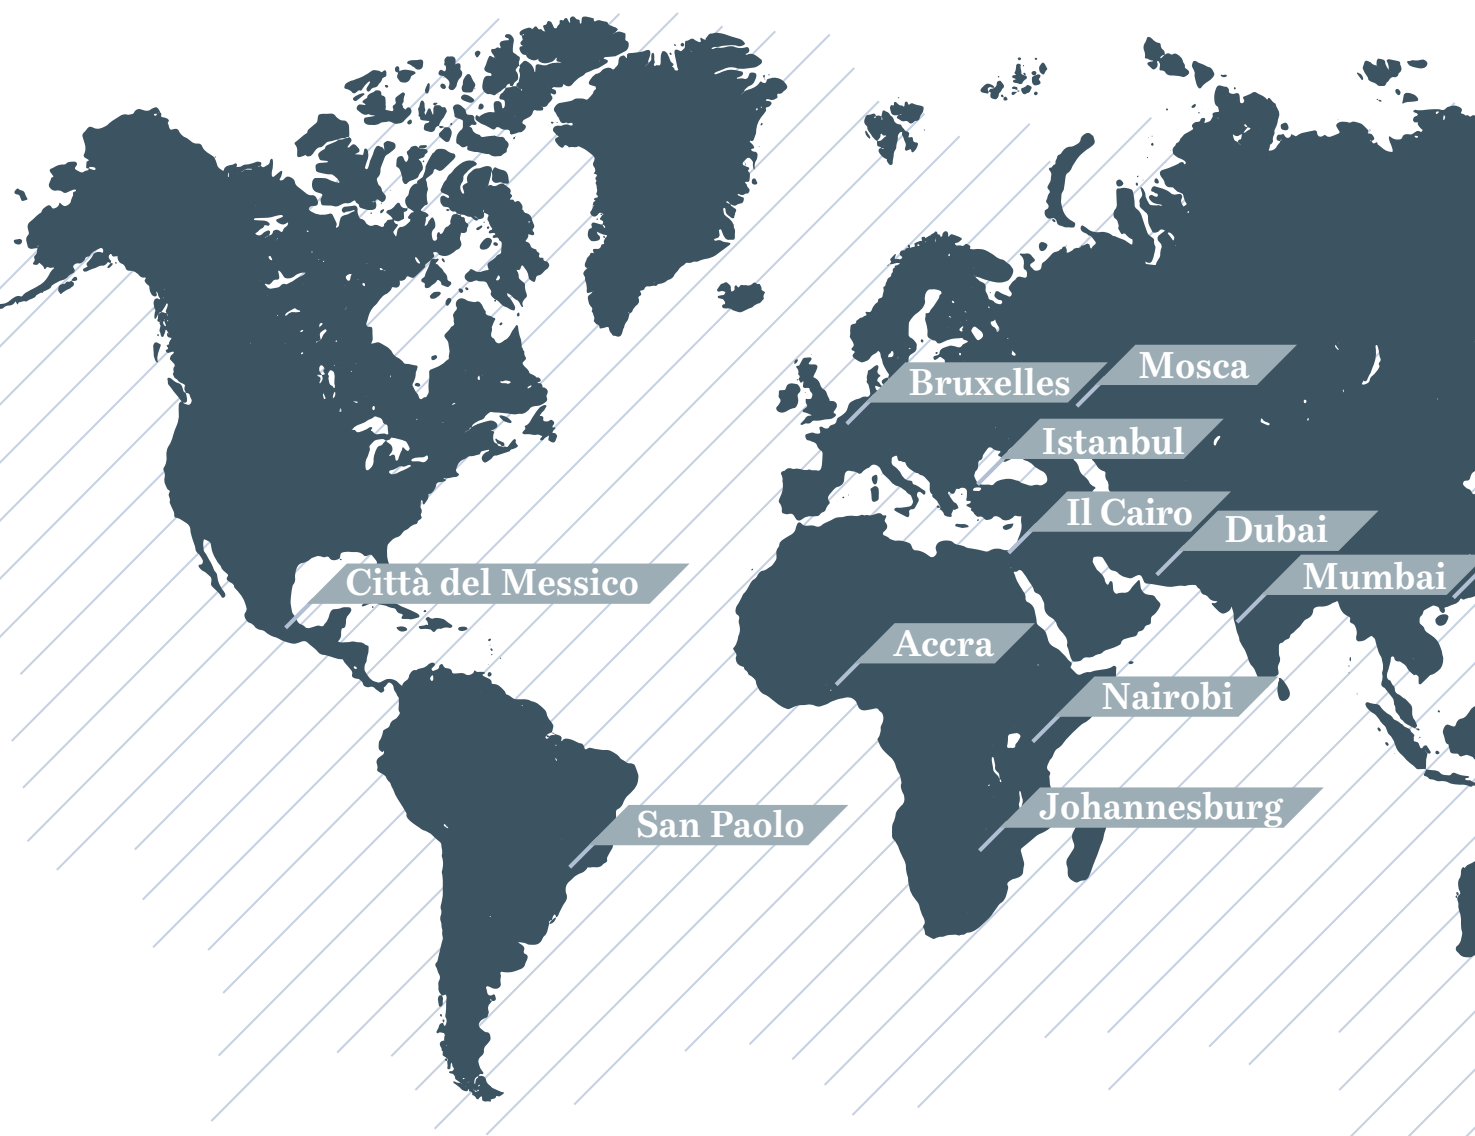 Mosca
Bruxelles
Istanbul
Il Cairo
Dubai
Mumbai
Città del Messico
Accra
Nairobi
Johannesburg
San Paolo